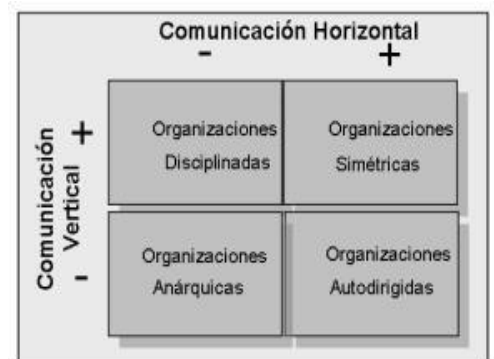 Comunicación Horizontal
- +
Comunicación
Vertical
+
-
Organizaciones
Disciplinadas
Organizaciones
Simétricas
Organizaciones
Anárquicas
Organizaciones
Autodirigidas